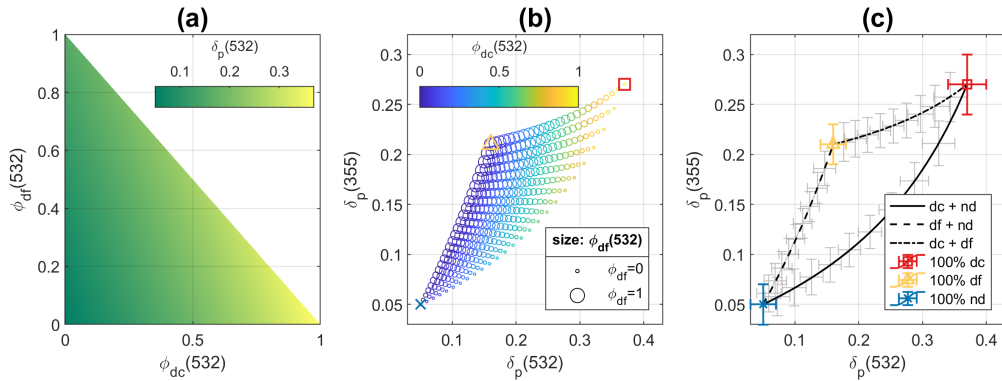 (a)
δp(532)
0.1 0.2 0.3
1
0.8
0.6
0.4
0.2
0
ϕdf(532)
0 1
ϕdc(532)
(b)
ϕdc(532)
0 0.5 1
0.3
0.25
0.2
0.15
0.1
0.05
δp(355)
size: ϕdf(532)
ϕdf=0
ϕdf=1
0.1 0.2 0.3 0.4
δp(532)
(c)
0.3
0.25
0.2
0.15
0.1
0.05
δp(355)
dc + nd
df + nd
dc + df
100% dc
100% df
100% nd
0.1 0.2 0.3 0.4
δp(532)